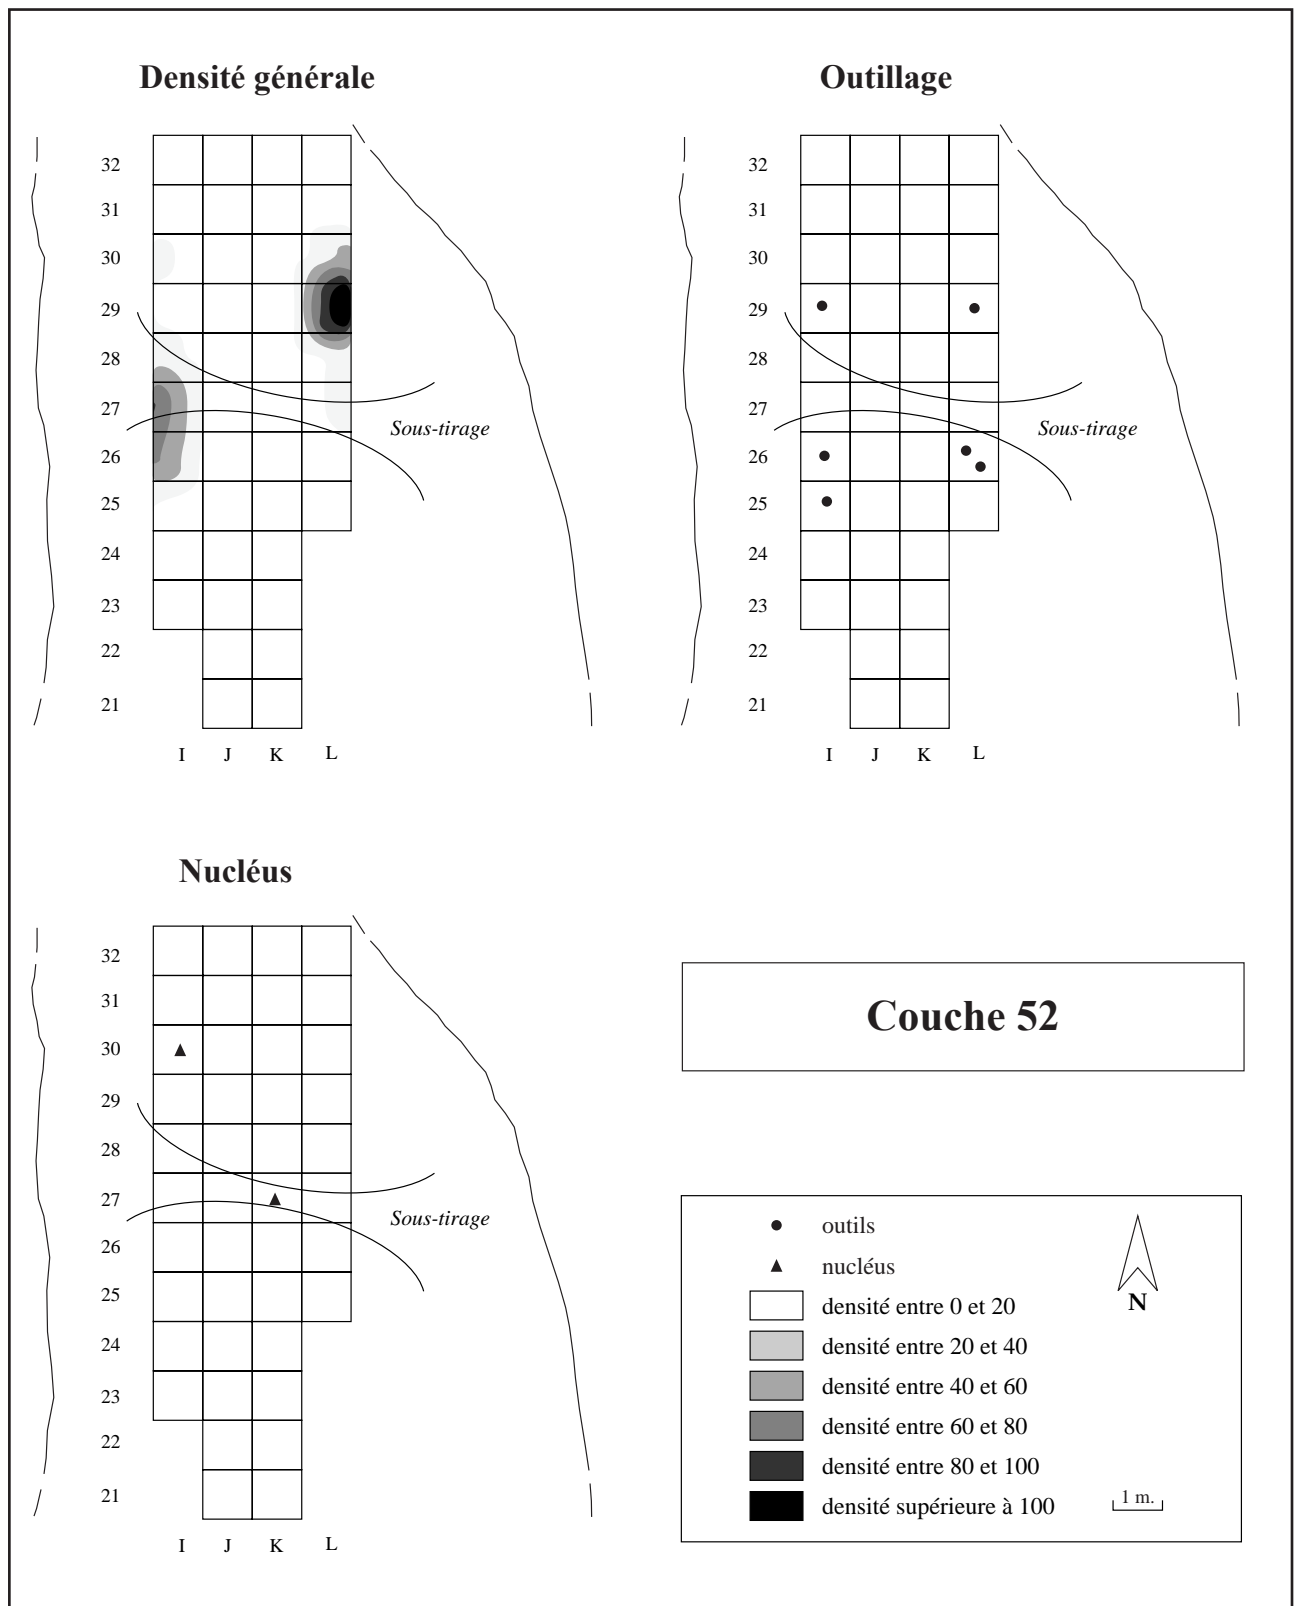 Densité générale
32
31
30
29
28
27
26
25
24
23
22
21
I J K L
Sous-tirage
Outillage
32
31
30
29
28
27
26
25
24
23
22
21
I J K L
Sous-tirage
Nucléus
32
31
30
29
28
27
26
25
24
23
22
21
I J K L
Sous-tirage
Couche 52
outils
nucléus
densité entre 0 et 20
densité entre 20 et 40
densité entre 40 et 60
densité entre 60 et 80
densité entre 80 et 100
densité supérieure à 100
N
1 m.